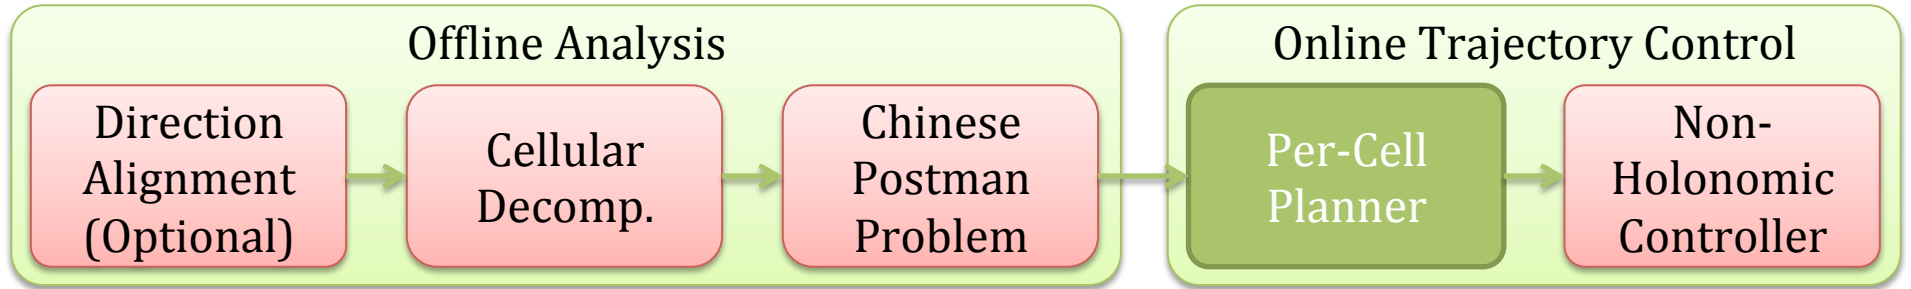 Offline Analysis
Direction
Alignment
(Optional)
Cellular
Decomp.
Chinese
Postman
Problem
Online Trajectory Control
Per-Cell
Planner
Non-
Holonomic
Controller